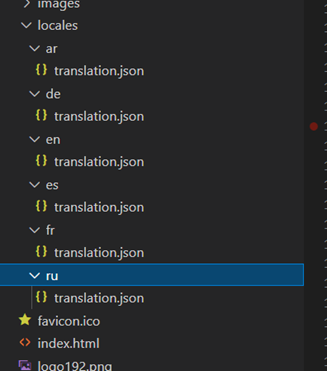 images
locales
ar
{} translation.json
de
{} translation.json
en
{} translation.json
es
{} translation.json
fr
{} translation.json
ru
{} translation.json
favicon.ico
<> index.html
logo192.png